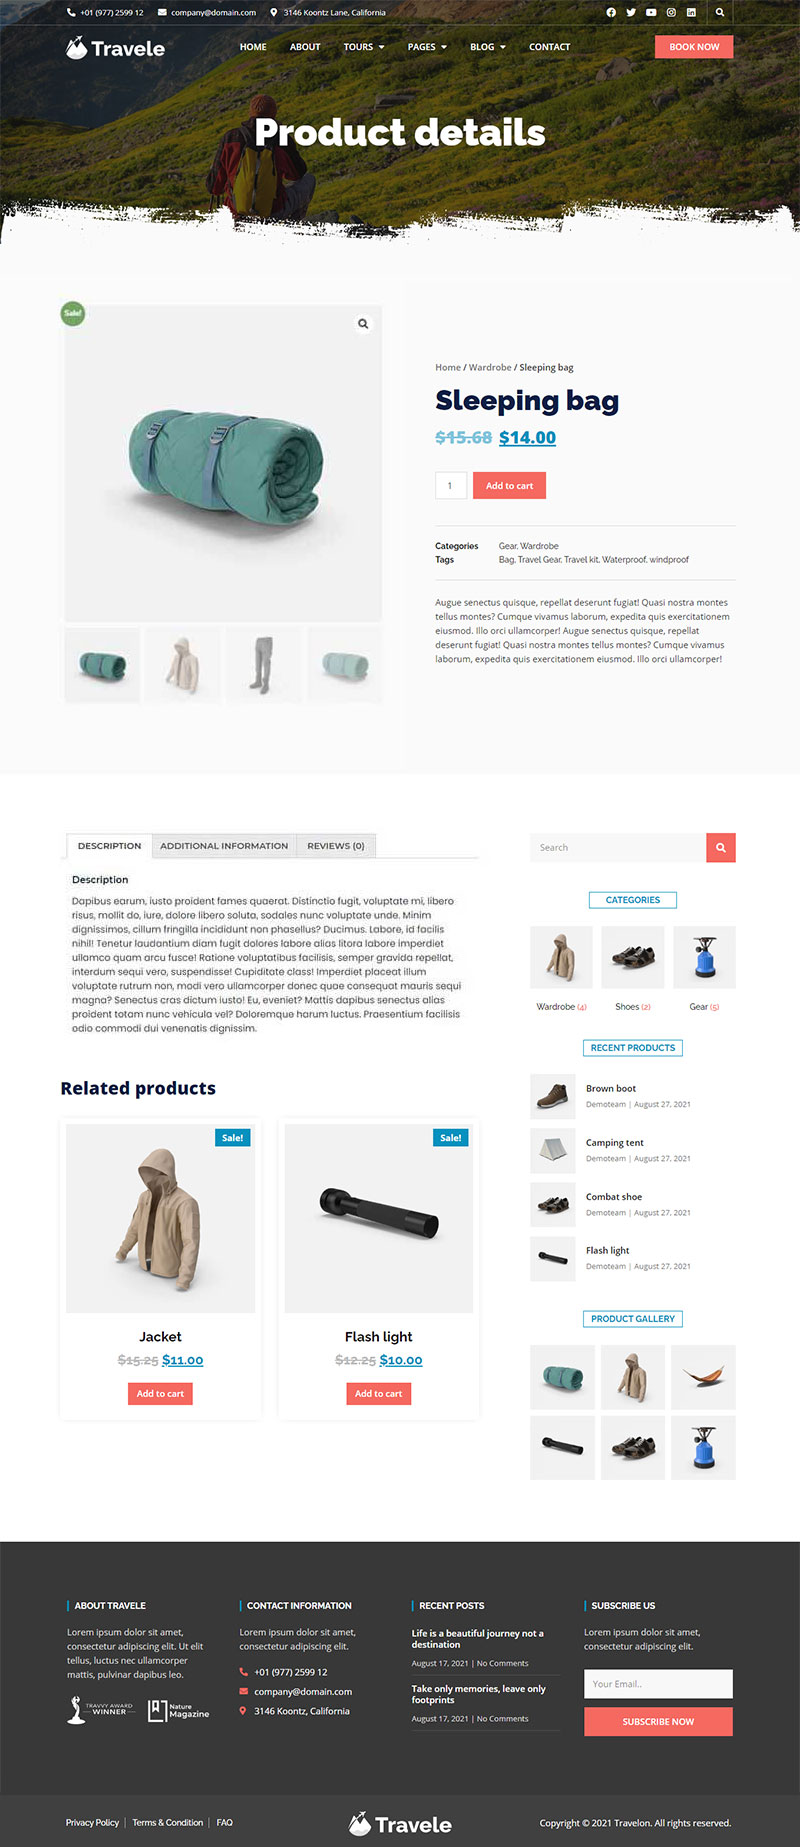 +01 (977) 2599 12 company@domain.com 3146 Koontz Lane, California
Travele HOME ABOUT TOURS PAGES BLOG CONTACT BOOK NOW
Product details
Sale!
Home / Wardrobe / Sleeping bag
Sleeping bag
$15.68 $14.00
1 Add to cart
Categories Gear, Wardrobe
Tags Bag, Travel Gear, Travel kit, Waterproof, windproof
Augue senectus quisque, repellat deserunt fugiat! Quasi nostra montes
tellus montes? Cumque vivamus laborum, expedita quis exercitationem
eiusmod. Illo orci ullamcorper! Augue senectus quisque, repellat
deserunt fugiat! Quasi nostra montes tellus montes? Cumque vivamus
laborum, expedita quis exercitationem eiusmod. Illo orci ullamcorper!
DESCRIPTION ADDITIONAL INFORMATION REVIEWS (0)
Description
Dapibus earum, iusto proident fames quaerat. Distinctio fugit, voluptate mi, libero
risus, mollit do, iure, dolore libero soluta, sodales nunc voluptate unde. Minim
dignissimos, cillum fringilla incididunt non phasellus? Ducimus. Labore, id facilis
nihil! Tenetur laudantium diam fugit dolores labore alias litora labore imperdiet
ullamco quam arcu fusce! Ratione voluptatibus facilisis, semper gravida repellat,
interdum sequi vero, suspendisse! Cupiditate class! Imperdiet placeat illum
voluptate rutrum non, modi vero ullamcorper donec quae consequat mauris sequi
magna? Senectus cras dictum iusto! Eu, eveniet? Mattis dapibus senectus alias
proident totam nunc vehicula vel? Doloremque harum luctus. Praesentium facilisis
odio commodi dui venenatis dignissim.
Related products
Sale!
Jacket
$15.25 $11.00
Add to cart
Sale!
Flash light
$12.25 $10.00
Add to cart
Search
CATEGORIES
Wardrobe (4) Shoes (2) Gear (5)
RECENT PRODUCTS
Brown boot
Demoteam | August 27, 2021
Camping tent
Demoteam | August 27, 2021
Combat shoe
Demoteam | August 27, 2021
Flash light
Demoteam | August 27, 2021
PRODUCT GALLERY
ABOUT TRAVELE
Lorem ipsum dolor sit amet,
consectetur adipiscing elit. Ut elit
tellus, luctus nec ullamcorper
mattis, pulvinar dapibus leo.
TRAVVY AWARD
WINNER
Nature
Magazine
CONTACT INFORMATION
Lorem ipsum dolor sit amet,
consectetur adipiscing elit.
+01 (977) 2599 12
company@domain.com
3146 Koontz, California
RECENT POSTS
Life is a beautiful journey not a
destination
August 17, 2021 | No Comments
Take only memories, leave only
footprints
August 17, 2021 | No Comments
SUBSCRIBE US
Lorem ipsum dolor sit amet,
consectetur adipiscing elit.
Your Email..
SUBSCRIBE NOW
Privacy Policy | Terms & Condition | FAQ
Travele
Copyright © 2021 Travelon. All rights reserved.